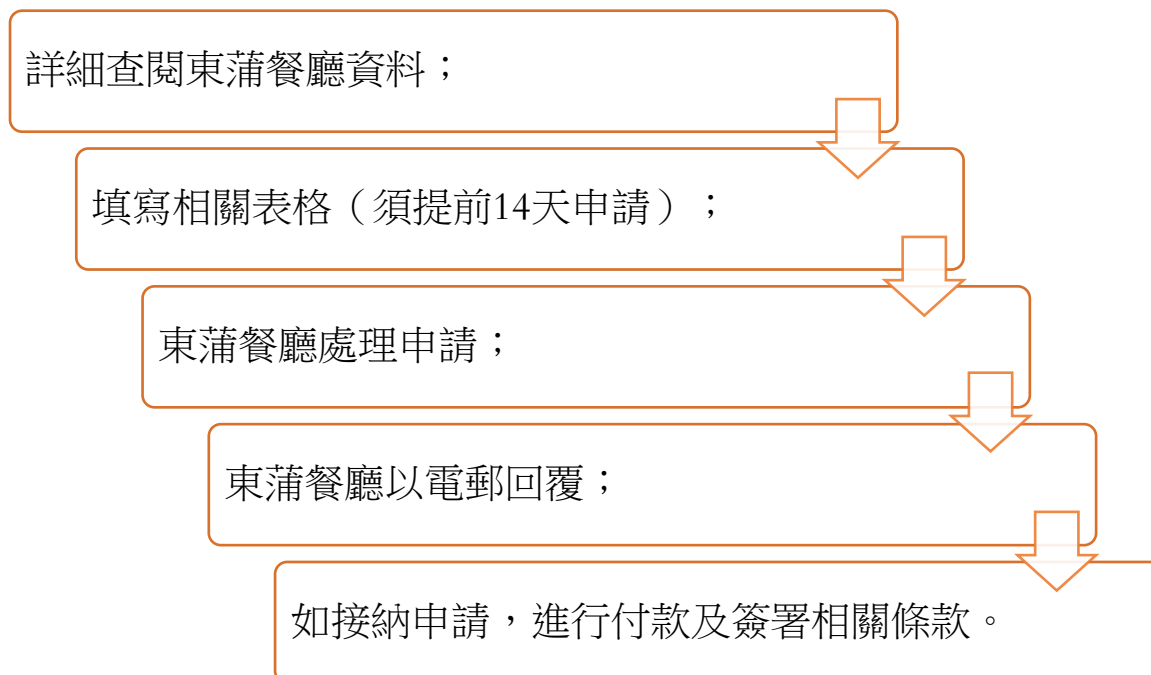 詳細查閱東蒲餐廳資料；
填寫相關表格（須提前14天申請）；
東蒲餐廳處理申請；
東蒲餐廳以電郵回覆；
如接納申請，進行付款及簽署相關條款。